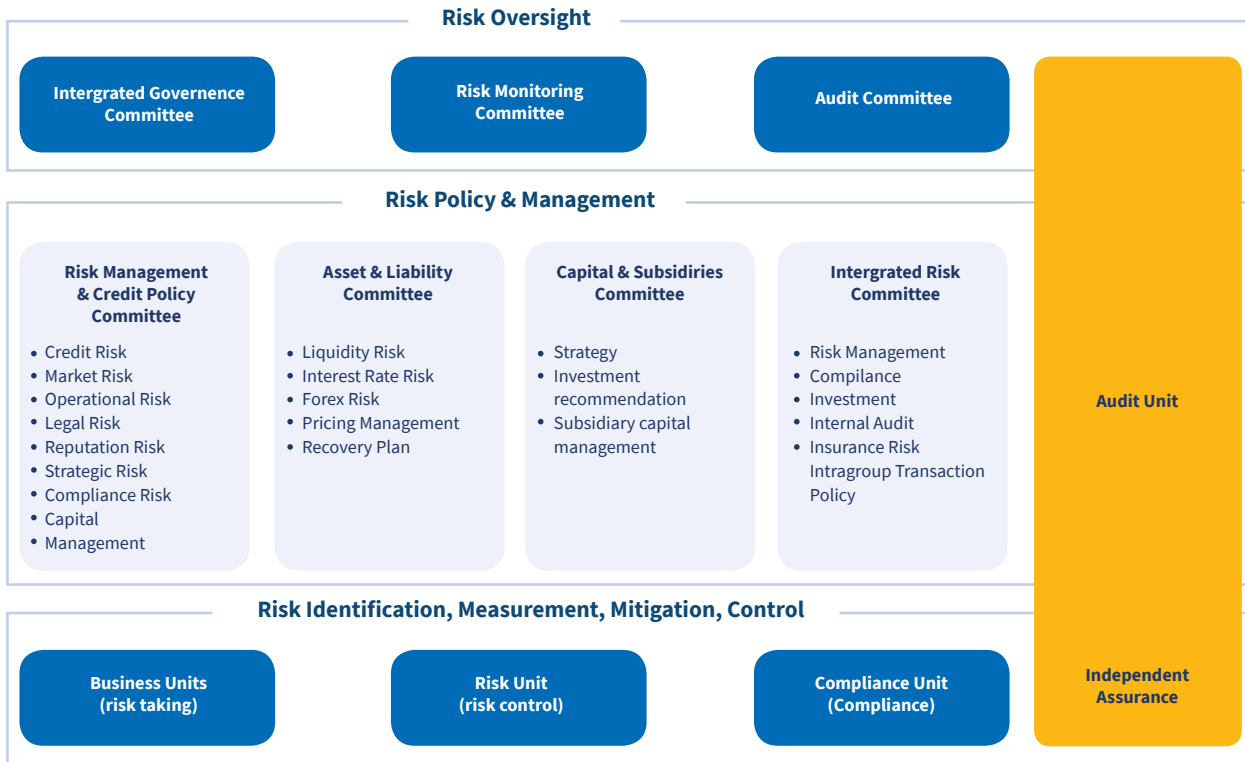 Risk Oversight
Intergrated Governence
Committee
Risk Monitoring
Committee
Audit Committee
Risk Policy & Management
Risk Management
& Credit Policy
Committee
• Credit Risk
• Market Risk
• Operational Risk
• Legal Risk
• Reputation Risk
• Strategic Risk
• Compliance Risk
• Capital
• Management
Asset & Liability
Committee
• Liquidity Risk
• Interest Rate Risk
• Forex Risk
• Pricing Management
• Recovery Plan
Capital & Subsidiries
Committee
• Strategy
• Investment
recommendation
• Subsidiary capital
management
Intergrated Risk
Committee
• Risk Management
• Compilance
• Investment
• Internal Audit
• Insurance Risk
Intragroup Transaction
Policy
Audit Unit
Risk Identification, Measurement, Mitigation, Control
Business Units
(risk taking)
Risk Unit
(risk control)
Compliance Unit
(Compliance)
Independent
Assurance